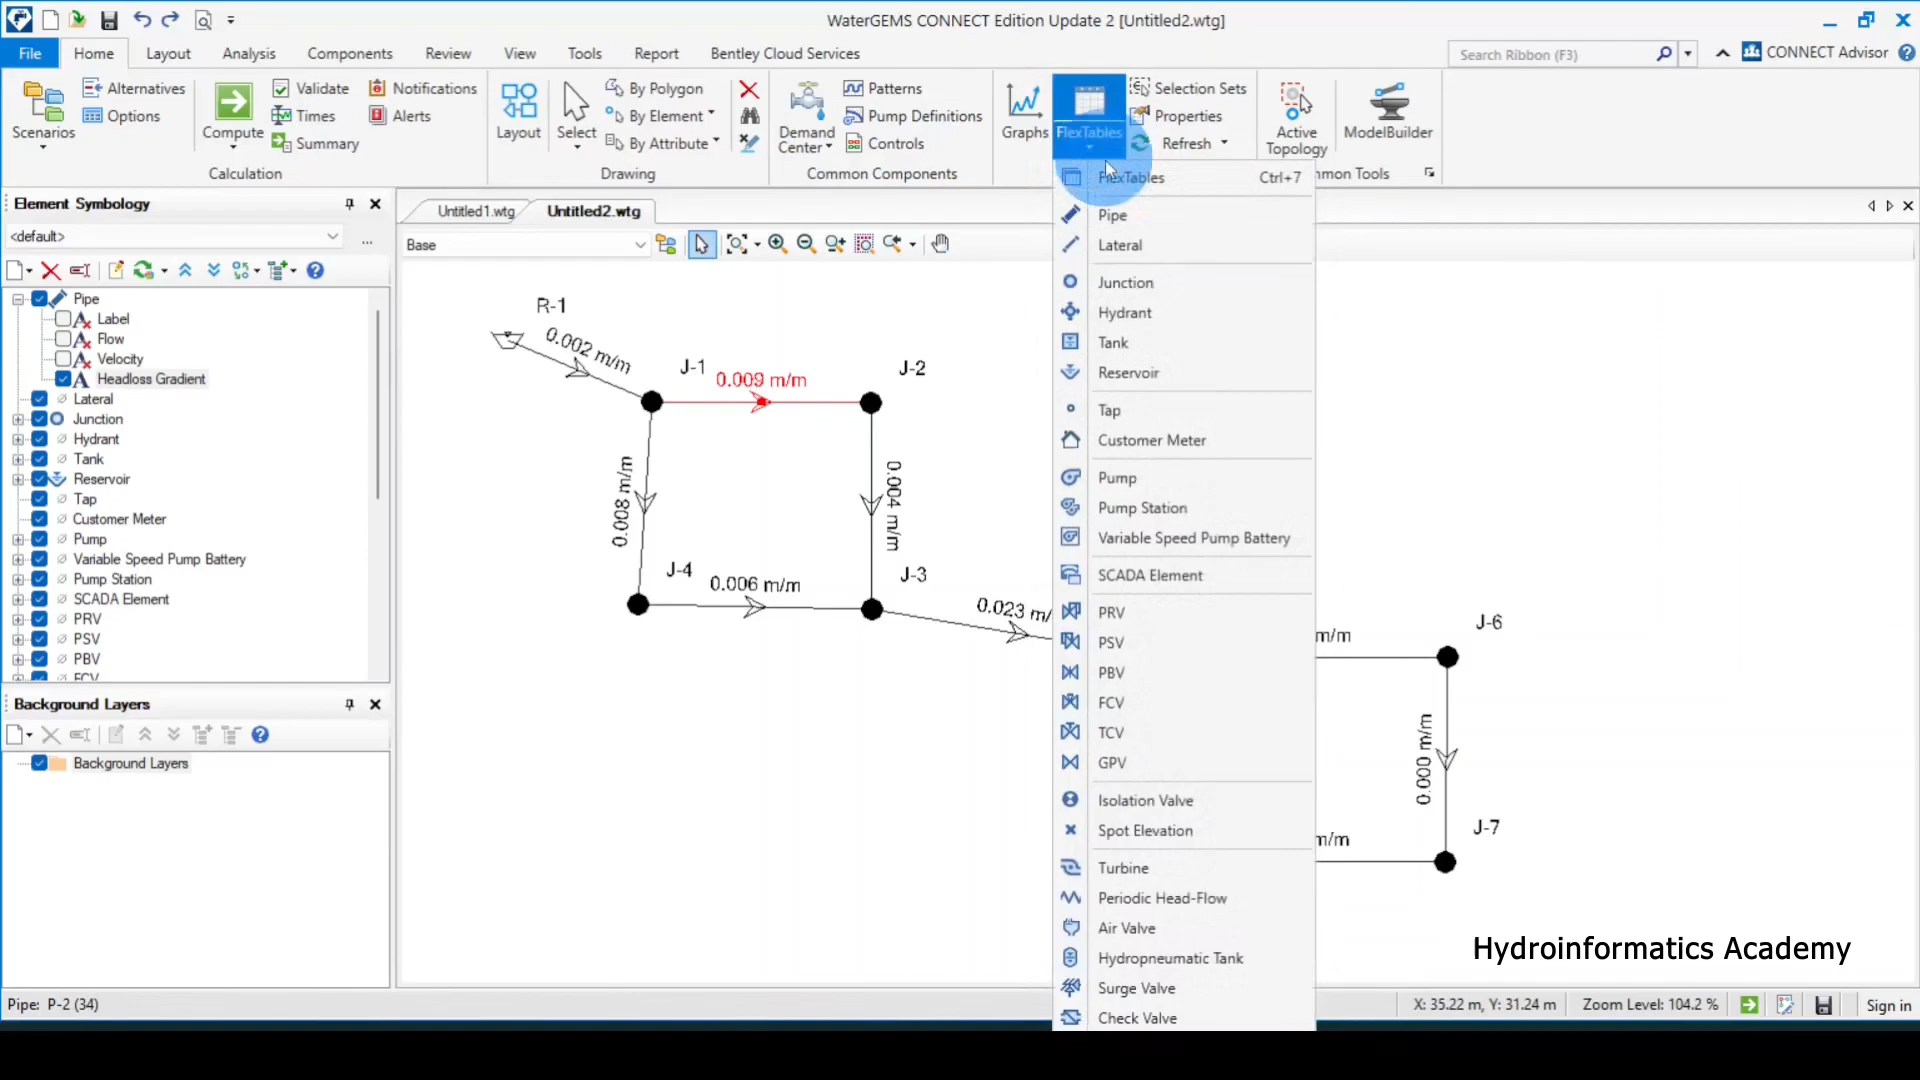 WaterGEMS CONNECT Edition Update 2 [Untitled2.wtg]
File Home Layout Analysis Components Review View Tools Report Bentley Cloud Services
Search Ribbon (F3) CONNECT Advisor
Scenarios
Alternatives
Options
Compute
Validate
Times
Summary
Notifications
Alerts
Calculation
Layout
Select
By Polygon
By Element
By Attribute
Drawing
Demand
Center
Patterns
Pump Definitions
Controls
Common Components
Graphs
FlexTables
Selection Sets
Properties
Refresh
Active
Topology
ModelBuilder
mmon Tools
Element Symbology
<default>
...
Pipe
Label
Flow
Velocity
Headloss Gradient
Lateral
Junction
Hydrant
Tank
Reservoir
Tap
Customer Meter
Pump
Variable Speed Pump Battery
Pump Station
SCADA Element
PRV
PSV
PBV
FCV
Background Layers
Background Layers
Untitled1.wtg Untitled2.wtg
Base
R-1
0.002 m/m
J-1
0.009 m/m
J-2
0.008 m/m
0.004 m/m
J-4
0.006 m/m
J-3
0.023 m/
m/m
J-6
0.000 m/m
J-7
m/m
FlexTables Ctrl+7
Pipe
Lateral
Junction
Hydrant
Tank
Reservoir
Tap
Customer Meter
Pump
Pump Station
Variable Speed Pump Battery
SCADA Element
PRV
PSV
PBV
FCV
TCV
GPV
Isolation Valve
Spot Elevation
Turbine
Periodic Head-Flow
Air Valve
Hydropneumatic Tank
Surge Valve
Check Valve
Hydroinformatics Academy
Pipe: P-2 (34)
X: 35.22 m, Y: 31.24 m Zoom Level: 104.2 % Sign in